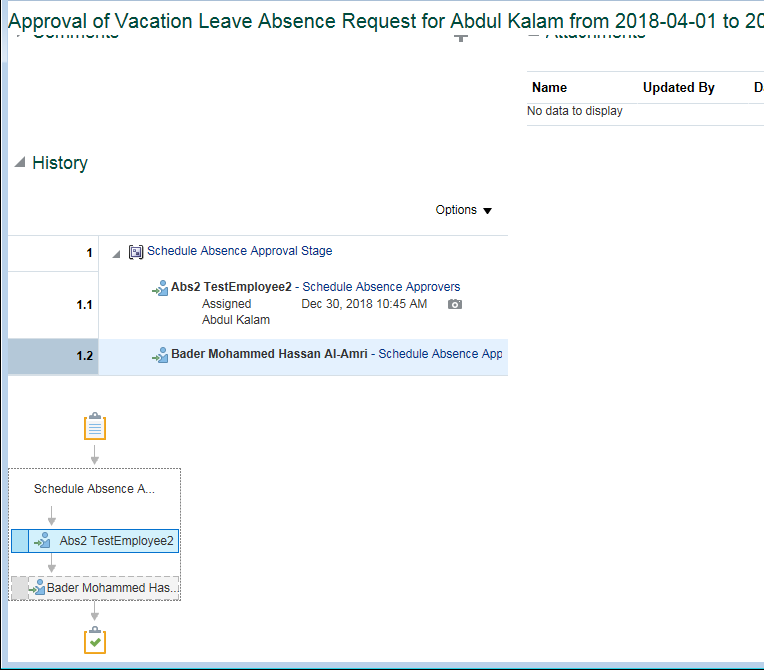 Approval of Vacation Leave Absence Request for Abdul Kalam from 2018-04-01 to 20
Comments
Attachments
Name Updated By D
No data to display
History
Options
1 Schedule Absence Approval Stage
1.1 Abs2 TestEmployee2 - Schedule Absence Approvers
Assigned Dec 30, 2018 10:45 AM
Abdul Kalam
1.2 Bader Mohammed Hassan Al-Amri - Schedule Absence App
Schedule Absence A...
Abs2 TestEmployee2
Bader Mohammed Has...